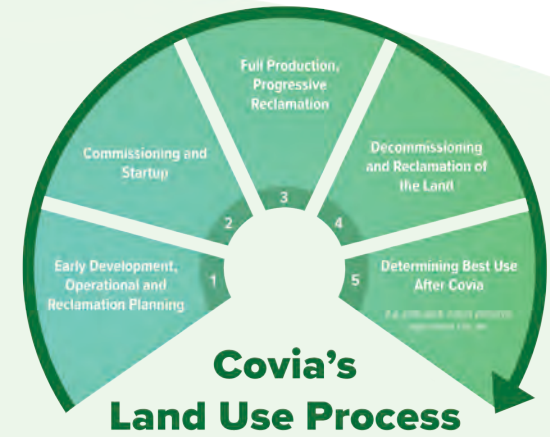 Early Development,
Operational and
Reclamation Planning
1
Commissioning and
Startup
2
Full Production,
Progressive
Reclamation
3
Decommissioning
and Reclamation of
the Land
4
Determining Best Use
After Covia
5
Covia's
Land Use Process